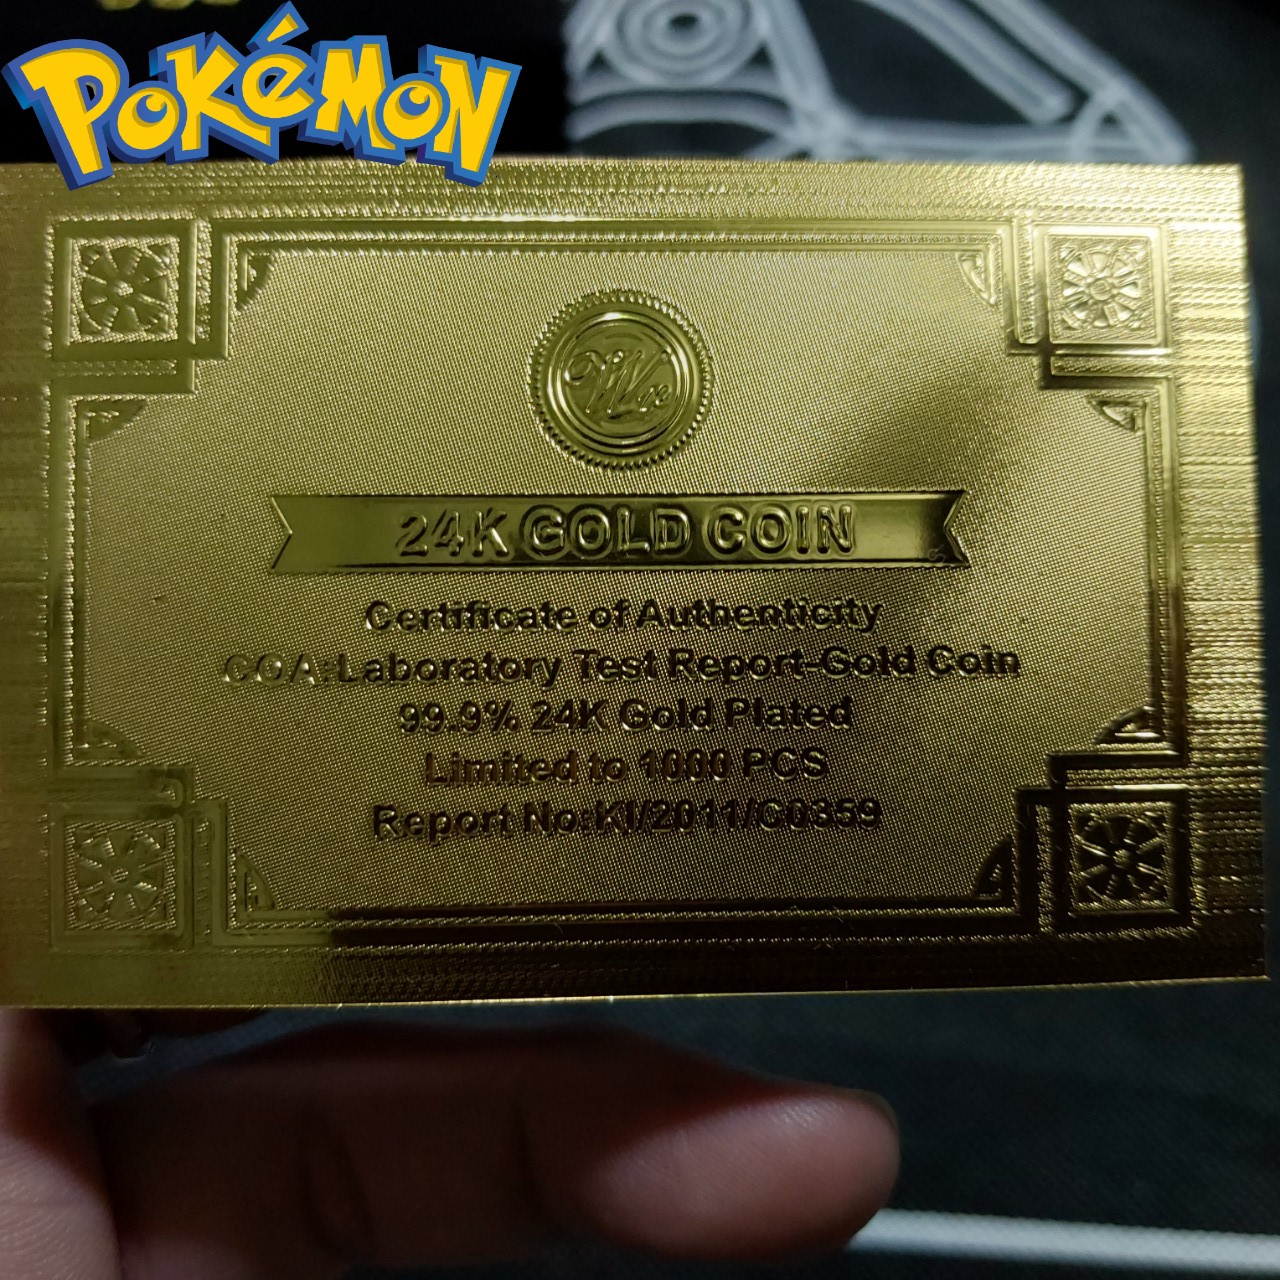 POKéMON
Wx
24K GOLD COIN
Certificate of Authenticity
COA:Laboratory Test Report-Gold Coin
99.9% 24K Gold Plated
Limited to 1000 PCS
Report No:KI/2011/C0359